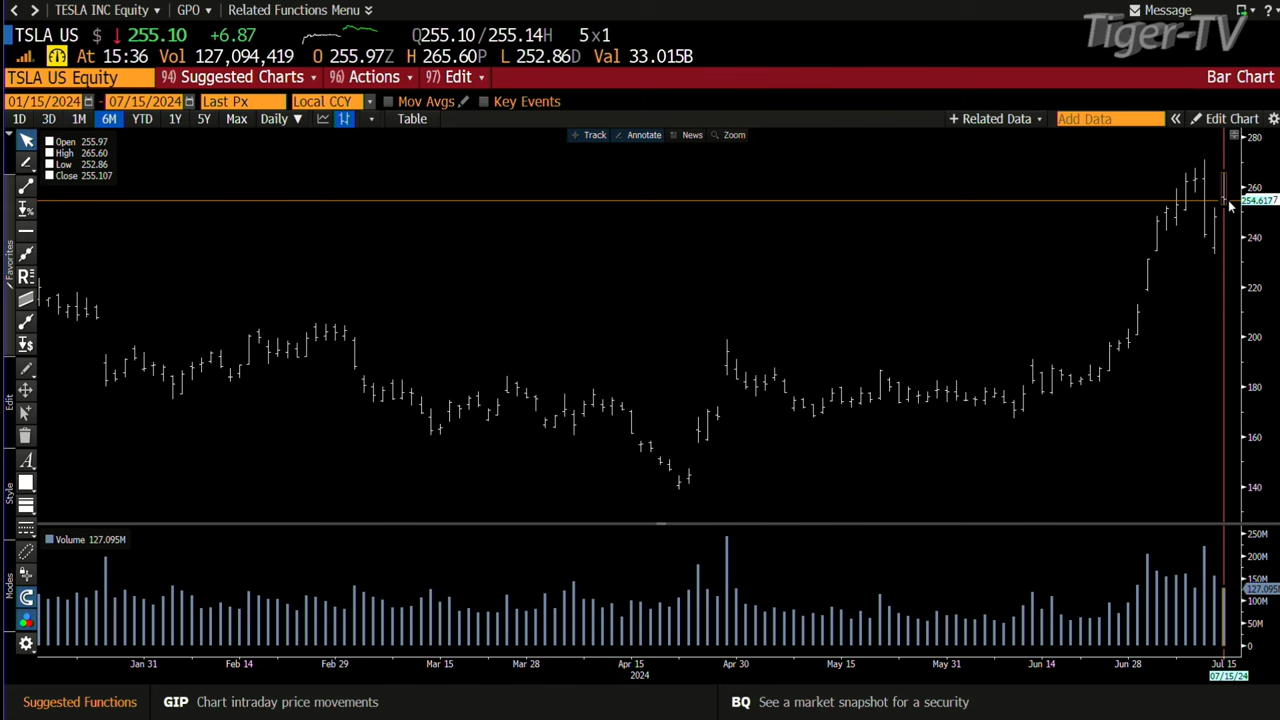 TSLA INC Equity GPO Related Functions Menu Message ?
TSLA US $ 255.10 +6.87 Q255.10/255.14H 5x1 Tiger-TV
At 15:36 Vol 127,094,419 O 255.97Z H 265.60P L 252.86D Val 33.015B
TSLA US Equity 94) Suggested Charts 96) Actions 97) Edit Bar Chart
01/15/2024 - 07/15/2024 Last Px Local CCY Mov Avgs Key Events
1D 3D 1M 6M YTD 1Y 5Y Max Daily Table + Related Data Add Data « Edit Chart
Track Annotate News Zoom
Open 255.97
High 265.60
Low 252.86
Close 255.107
280
260
254.6177
240
220
200
180
160
140
Favorites
Edit
Style
Modes
Volume 127.095M
250M
200M
150M
127.095M
100M
50M
0
Jan 31 Feb 14 Feb 29 Mar 15 Mar 28 Apr 15 Apr 30 May 15 May 31 Jun 14 Jun 28 Jul 15
2024 07/15/24
Suggested Functions GIP Chart intraday price movements BQ See a market snapshot for a security